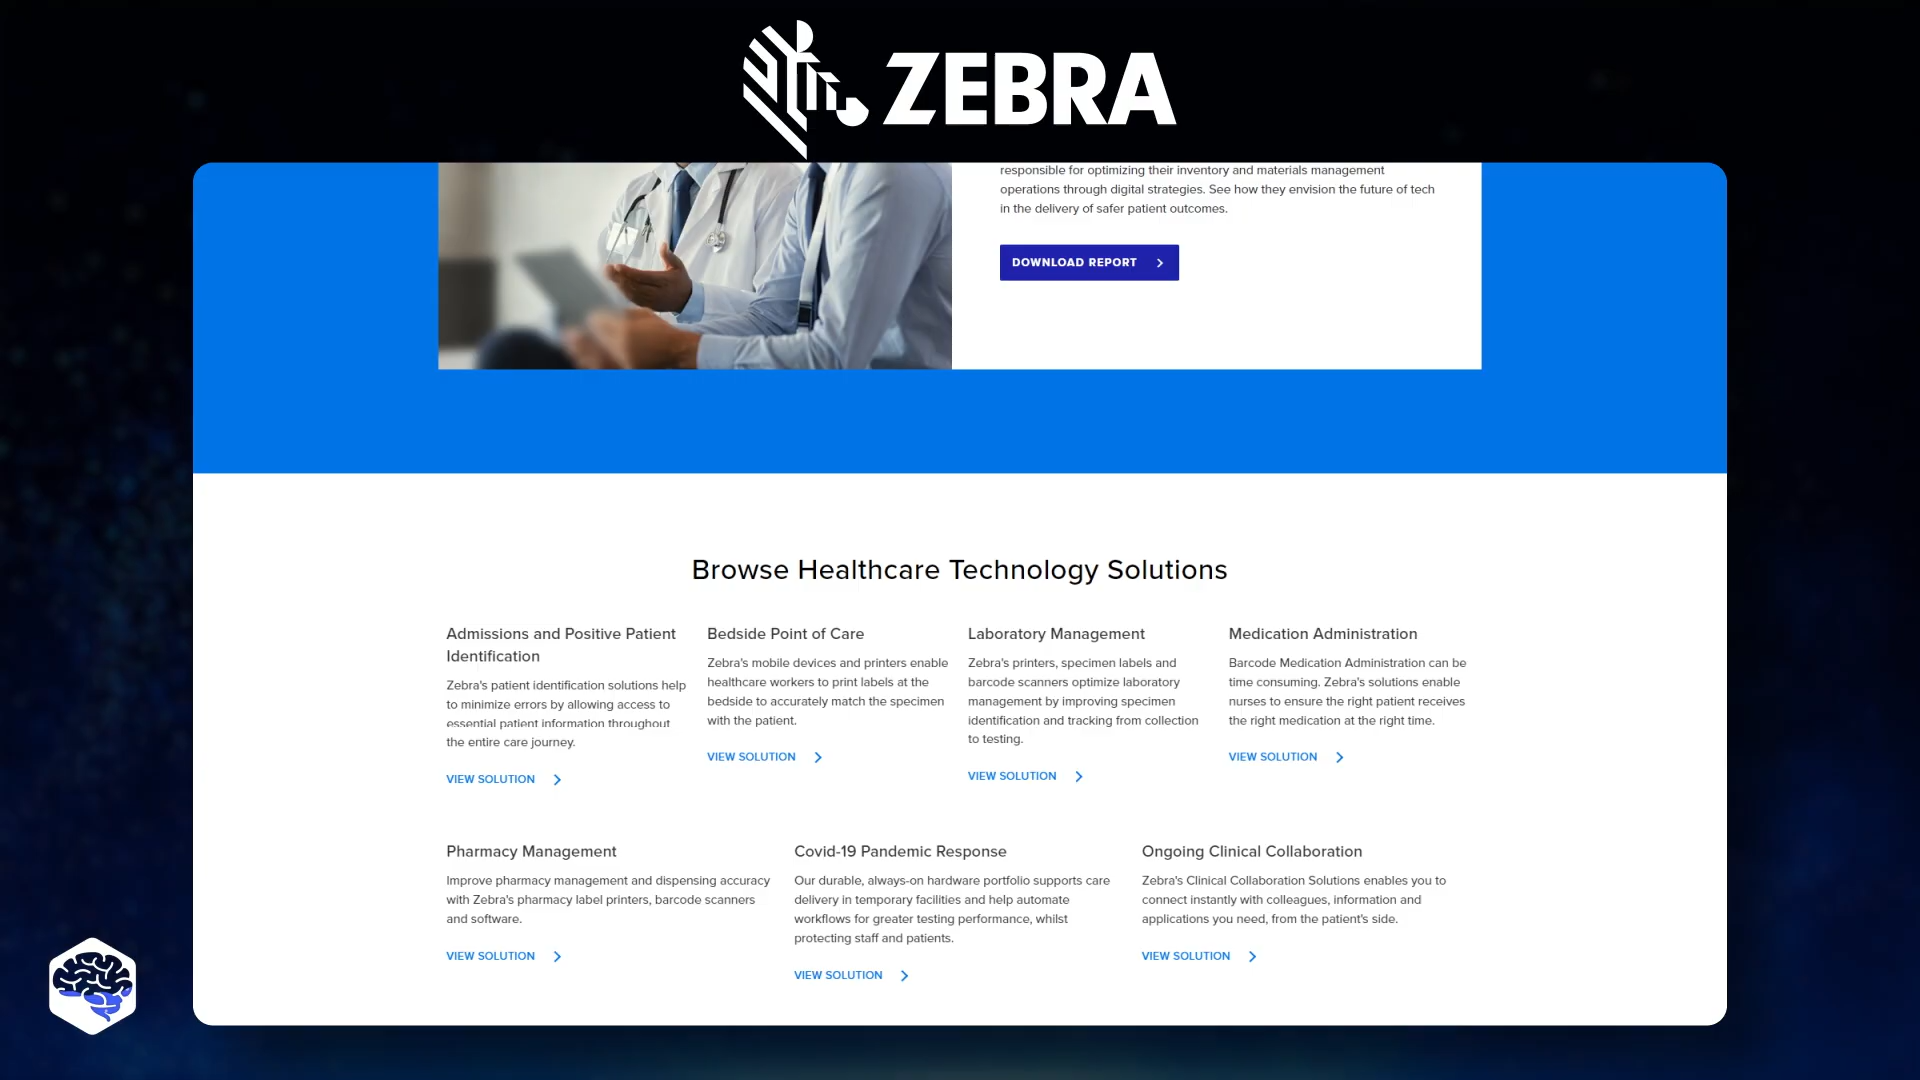 ZEBRA
responsible for optimizing their inventory and materials management
operations through digital strategies. See how they envision the future of tech
in the delivery of safer patient outcomes.
DOWNLOAD REPORT
Browse Healthcare Technology Solutions
Admissions and Positive Patient
Identification
Zebra's patient identification solutions help
to minimize errors by allowing access to
essential patient information throughout
the entire care journey.
VIEW SOLUTION
Bedside Point of Care
Zebra's mobile devices and printers enable
healthcare workers to print labels at the
bedside to accurately match the specimen
with the patient.
VIEW SOLUTION
Laboratory Management
Zebra's printers, specimen labels and
barcode scanners optimize laboratory
management by improving specimen
identification and tracking from collection
to testing.
VIEW SOLUTION
Medication Administration
Barcode Medication Administration can be
time consuming. Zebra's solutions enable
nurses to ensure the right patient receives
the right medication at the right time.
VIEW SOLUTION
Pharmacy Management
Improve pharmacy management and dispensing accuracy
with Zebra's pharmacy label printers, barcode scanners
and software.
VIEW SOLUTION
Covid-19 Pandemic Response
Our durable, always-on hardware portfolio supports care
delivery in temporary facilities and help automate
workflows for greater testing performance, whilst
protecting staff and patients.
VIEW SOLUTION
Ongoing Clinical Collaboration
Zebra's Clinical Collaboration Solutions enables you to
connect instantly with colleagues, information and
applications you need, from the patient's side.
VIEW SOLUTION